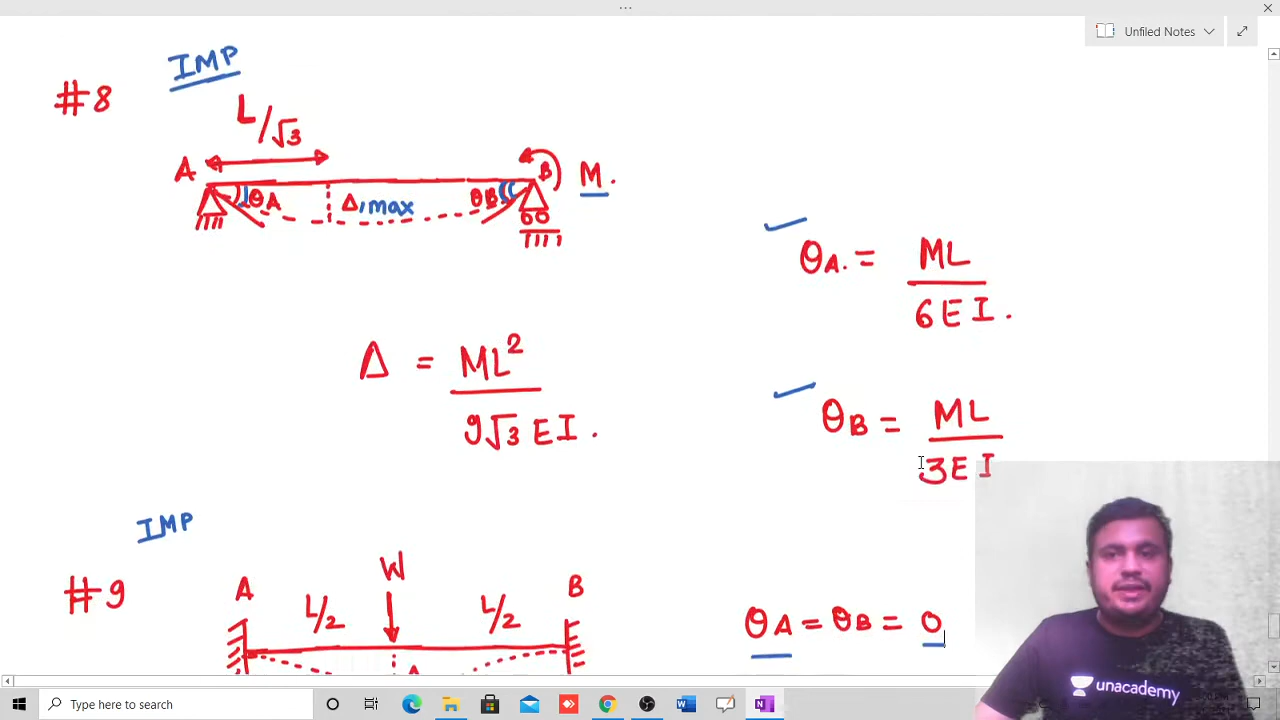 Unfiled Notes
IMP
#8
L/√3
A
B
M.
θA
Δ,max
θB
θA. = ML
6EI.
Δ = ML²
9√3 EI.
θB = ML
3EI
IMP
#9
A
W
B
L/2
L/2
θA = θB = 0
unacademy
Type here to search